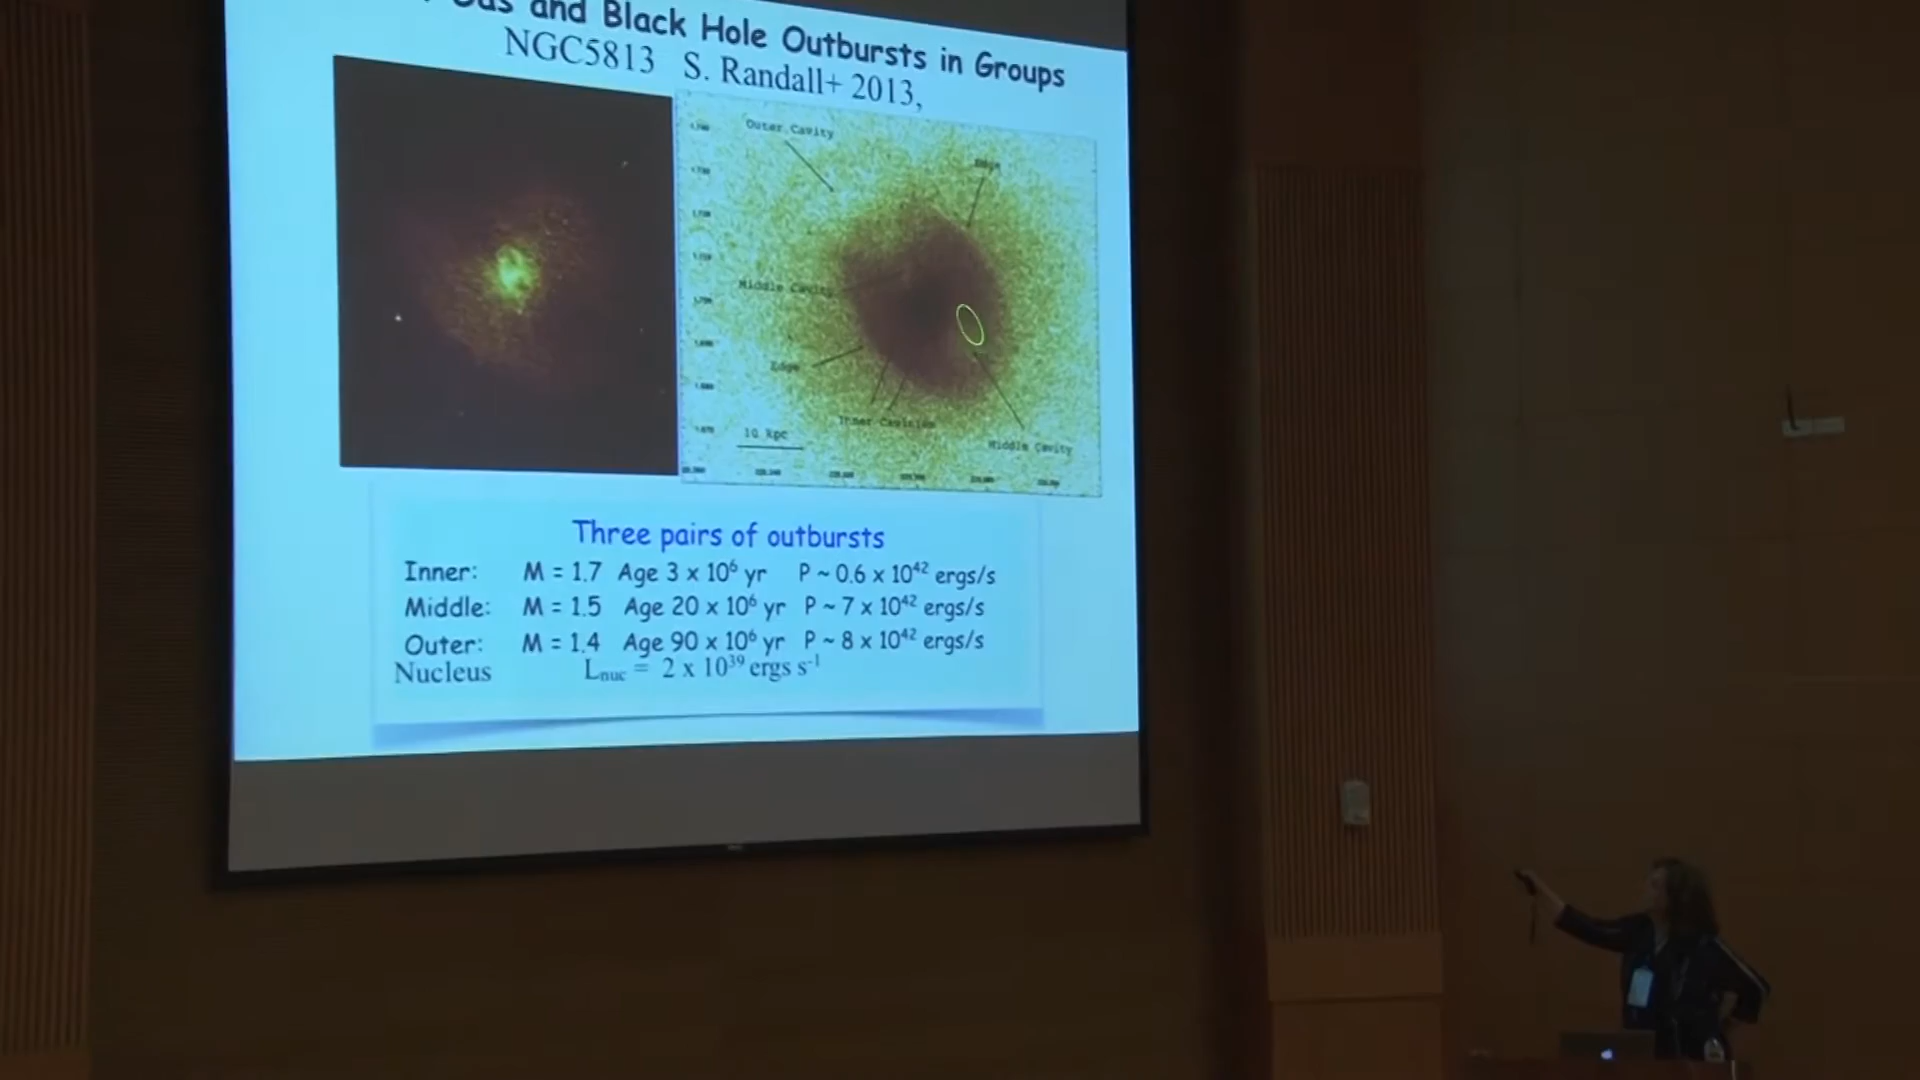 Gas and Black Hole Outbursts in Groups
NGC5813 S. Randall+ 2013,
Outer Cavity
Edge
Middle Cavity
Edge
Inner Cavities
10 kpc
Middle Cavity
Three pairs of outbursts
Inner: M = 1.7 Age 3 x 10⁶ yr P ~ 0.6 x 10⁴² ergs/s
Middle: M = 1.5 Age 20 x 10⁶ yr P ~ 7 x 10⁴² ergs/s
Outer: M = 1.4 Age 90 x 10⁶ yr P ~ 8 x 10⁴² ergs/s
Nucleus Lnuc = 2 x 10³⁹ ergs s⁻¹